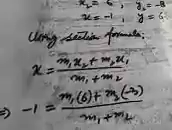 x₂ = 6, y₂ = -8
x = -1, y = 6
Using section formula:
x = m₁x₂ + m₂x₁ / m₁ + m₂
⇒ -1 = m₁(6) + m₂(-3) / m₁ + m₂